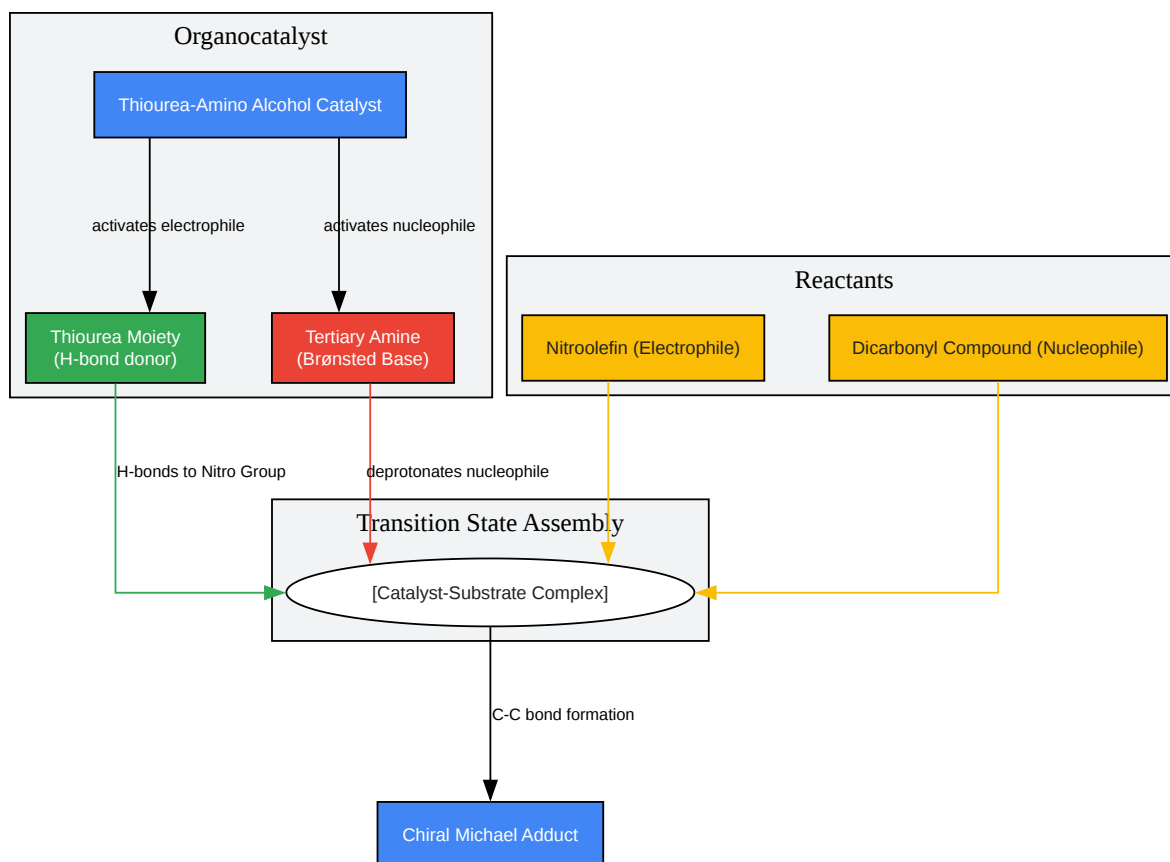 Organocatalyst
Thiourea-Amino Alcohol Catalyst
activates electrophile
activates nucleophile
Reactants
Thiourea Moiety
(H-bond donor)
Tertiary Amine
(Brønsted Base)
Nitroolefin (Electrophile)
Dicarbonyl Compound (Nucleophile)
H-bonds to Nitro Group
deprotonates nucleophile
Transition State Assembly
[Catalyst-Substrate Complex]
C-C bond formation
Chiral Michael Adduct